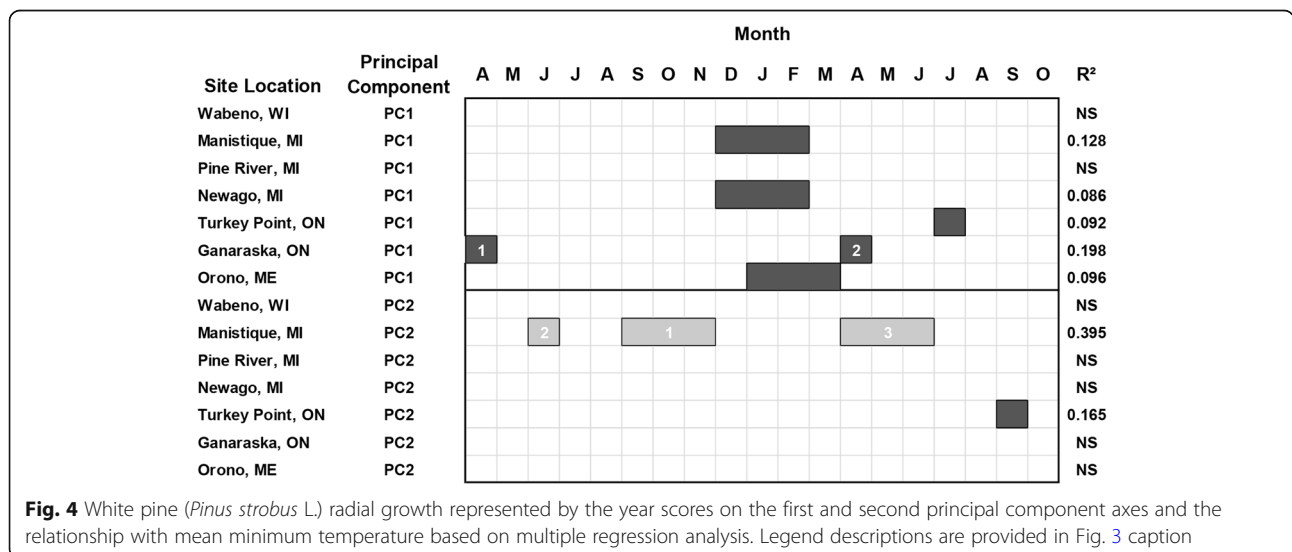 Month
Site Location Principal Component A M J J A S O N D J F M A M J J A S O R²
Wabeno, WI PC1 NS
Manistique, MI PC1 0.128
Pine River, MI PC1 NS
Newago, MI PC1 0.086
Turkey Point, ON PC1 0.092
Ganaraska, ON PC1 1 2 0.198
Orono, ME PC1 0.096
Wabeno, WI PC2 NS
Manistique, MI PC2 2 1 3 0.395
Pine River, MI PC2 NS
Newago, MI PC2 NS
Turkey Point, ON PC2 0.165
Ganaraska, ON PC2 NS
Orono, ME PC2 NS
Fig. 4 White pine (Pinus strobus L.) radial growth represented by the year scores on the first and second principal component axes and the
relationship with mean minimum temperature based on multiple regression analysis. Legend descriptions are provided in Fig. 3 caption